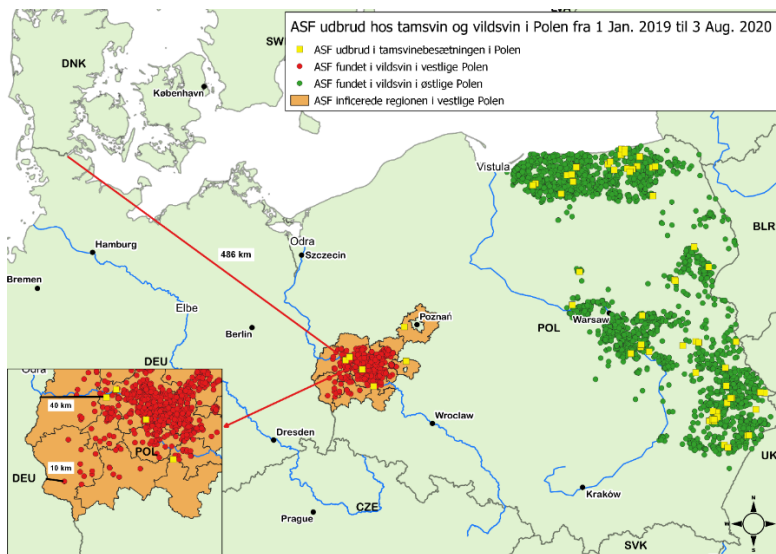 LVA
ASF udbrud hos tamsvin og vildsvin i Polen fra 1 Jan. 2019 til 3 Aug. 2020
ASF udbrud i tamsvinebesætningen i Polen
ASF fundet i vildsvin i vestlige Polen
ASF fundet i vildsvin i østlige Polen
ASF inficerede regionen i vestlige Polen
SW
DNK
København
Vistula
BLR
Hamburg
486 km
Odra
Szczecin
Bremen
Elbe
Berlin
Poznań
POL
Warsaw
DEU
Odra
40 km
POL
10 km
DEU
Dresden
Wroclaw
UK
Prague
CZE
Kraków
SVK
N
W
E
S